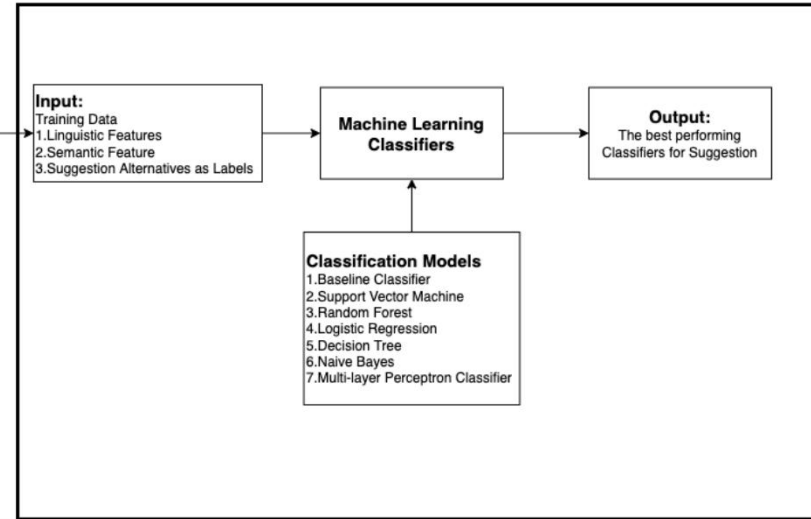 Input:
Training Data
1.Linguistic Features
2.Semantic Feature
3.Suggestion Alternatives as Labels
Machine Learning
Classifiers
Output:
The best performing
Classifiers for Suggestion
Classification Models
1.Baseline Classifier
2.Support Vector Machine
3.Random Forest
4.Logistic Regression
5.Decision Tree
6.Naive Bayes
7.Multi-layer Perceptron Classifier